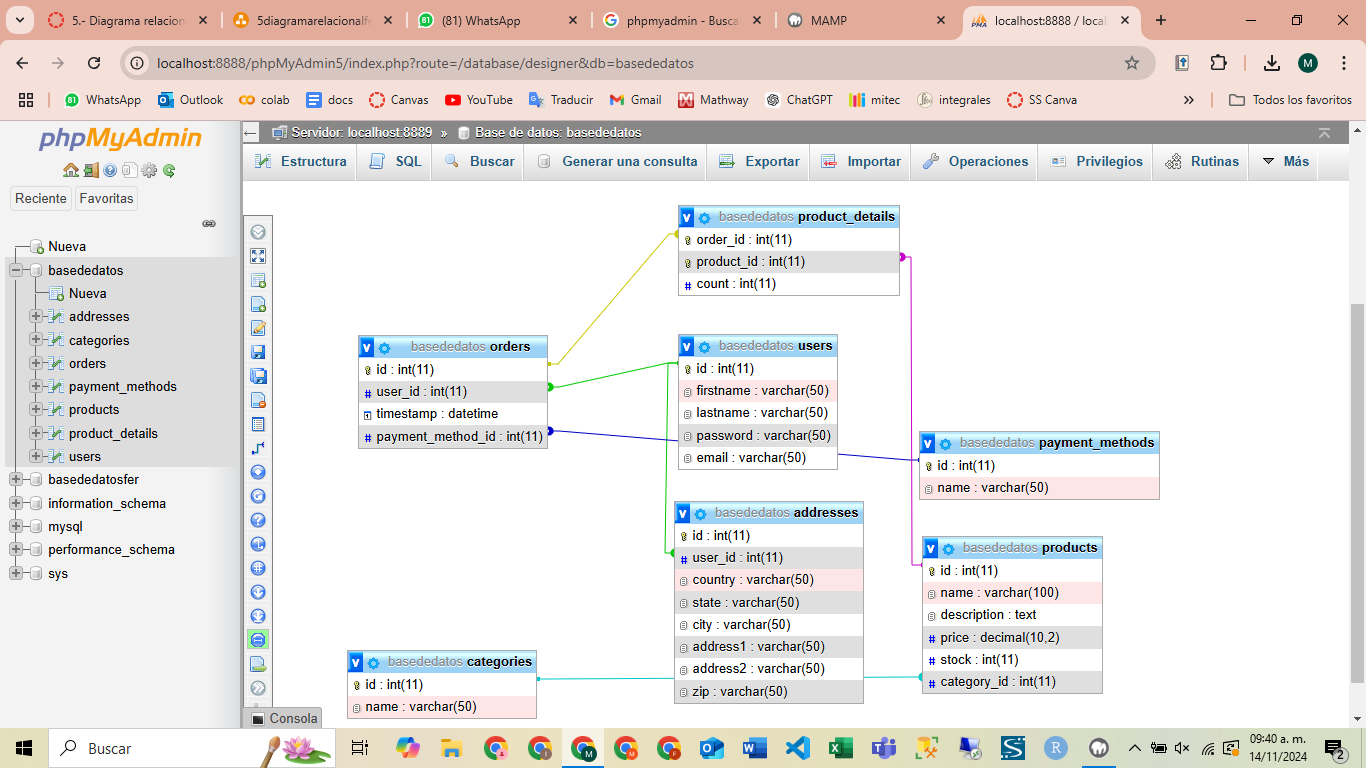 5.- Diagrama relacion
5diagramarelacionalfe
(81) WhatsApp
phpmyadmin - Busca
MAMP
localhost:8888 / local
localhost:8888/phpMyAdmin5/index.php?route=/database/designer&db=basededatos
M
WhatsApp
Outlook
colab
docs
Canvas
YouTube
Traducir
Gmail
Mathway
ChatGPT
mitec
integrales
SS Canva
Todos los favoritos
phpMyAdmin
Reciente
Favoritas
Nueva
basededatos
Nueva
addresses
categories
orders
payment_methods
products
product_details
users
basededatosfer
information_schema
mysql
performance_schema
sys
Servidor: localhost:8889 » Base de datos: basededatos
Estructura
SQL
Buscar
Generar una consulta
Exportar
Importar
Operaciones
Privilegios
Rutinas
Más
basededatos product_details
order_id : int(11)
product_id : int(11)
count : int(11)
basededatos orders
id : int(11)
user_id : int(11)
timestamp : datetime
payment_method_id : int(11)
basededatos users
id : int(11)
firstname : varchar(50)
lastname : varchar(50)
password : varchar(50)
email : varchar(50)
basededatos payment_methods
id : int(11)
name : varchar(50)
basededatos addresses
id : int(11)
user_id : int(11)
country : varchar(50)
state : varchar(50)
city : varchar(50)
address1 : varchar(50)
address2 : varchar(50)
zip : varchar(50)
basededatos products
id : int(11)
name : varchar(100)
description : text
price : decimal(10,2)
stock : int(11)
category_id : int(11)
basededatos categories
id : int(11)
name : varchar(50)
Consola
Buscar
09:40 a. m.
14/11/2024
2